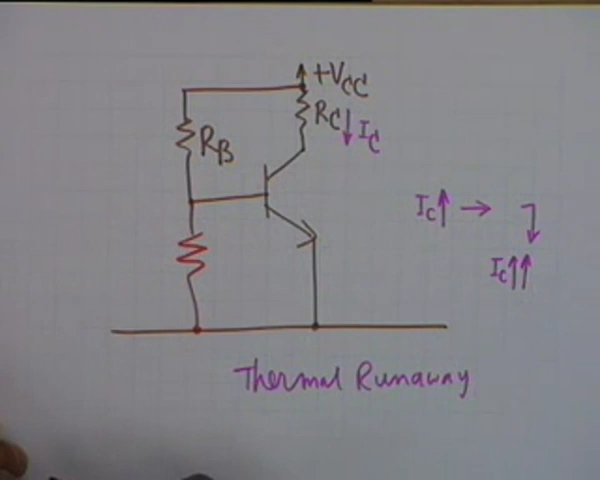 +VCC
RC ↓ IC
RB
IC↑ →
IC↑↑
Thermal Runaway